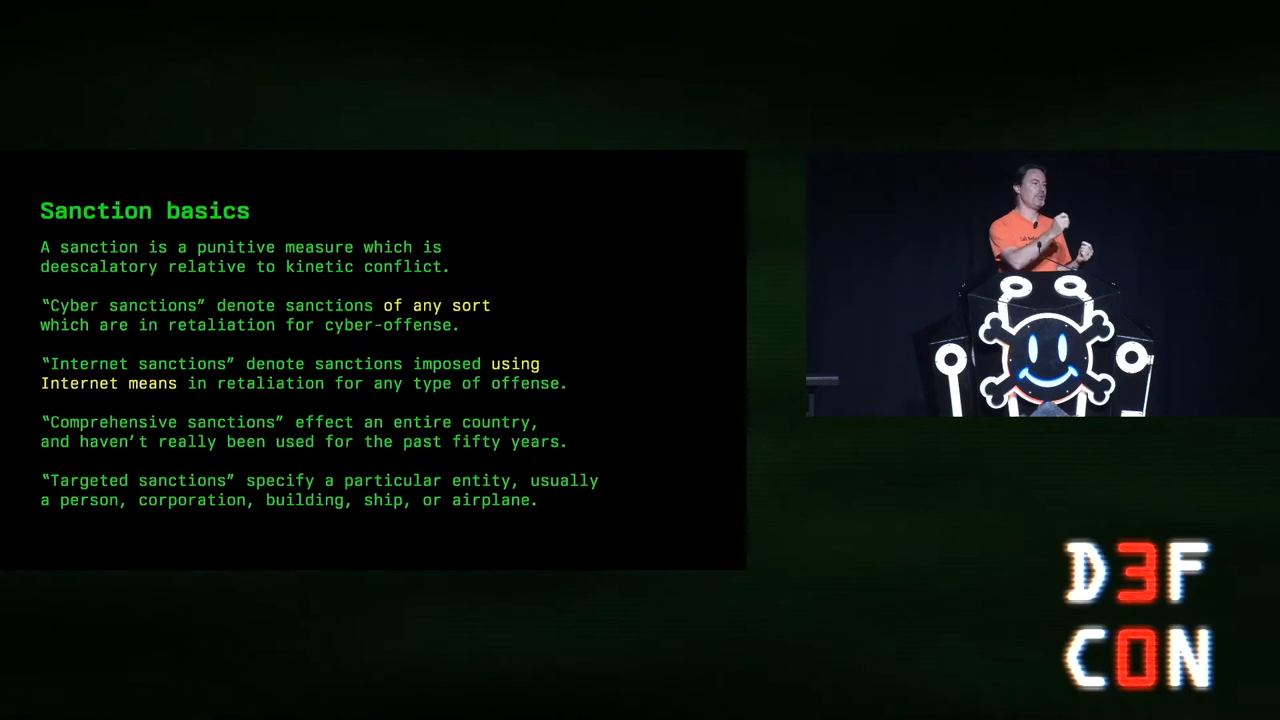 Sanction basics
A sanction is a punitive measure which is
deescalatory relative to kinetic conflict.
“Cyber sanctions” denote sanctions of any sort
which are in retaliation for cyber-offense.
“Internet sanctions” denote sanctions imposed using
Internet means in retaliation for any type of offense.
“Comprehensive sanctions” effect an entire country,
and haven’t really been used for the past fifty years.
“Targeted sanctions” specify a particular entity, usually
a person, corporation, building, ship, or airplane.
D3F
C0N